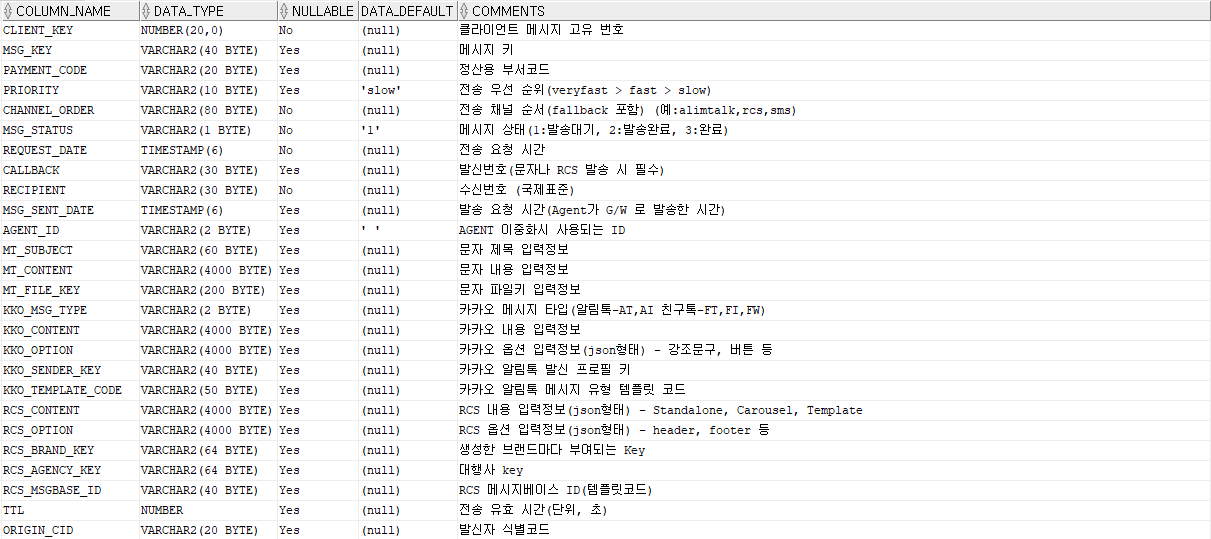 COLUMN_NAME DATA_TYPE NULLABLE DATA_DEFAULT COMMENTS
CLIENT_KEY NUMBER(20,0) No (null) 클라이언트 메시지 고유 번호
MSG_KEY VARCHAR2(40 BYTE) Yes (null) 메시지 키
PAYMENT_CODE VARCHAR2(20 BYTE) Yes (null) 정산용 부서코드
PRIORITY VARCHAR2(10 BYTE) Yes 'slow' 전송 우선 순위(veryfast > fast > slow)
CHANNEL_ORDER VARCHAR2(80 BYTE) No (null) 전송 채널 순서(fallback 포함) (예:alimtalk,rcs,sms)
MSG_STATUS VARCHAR2(1 BYTE) No '1' 메시지 상태(1:발송대기, 2:발송완료, 3:완료)
REQUEST_DATE TIMESTAMP(6) No (null) 전송 요청 시간
CALLBACK VARCHAR2(30 BYTE) Yes (null) 발신번호(문자나 RCS 발송 시 필수)
RECIPIENT VARCHAR2(30 BYTE) No (null) 수신번호 (국제표준)
MSG_SENT_DATE TIMESTAMP(6) Yes (null) 발송 요청 시간(Agent가 G/W 로 발송한 시간)
AGENT_ID VARCHAR2(2 BYTE) Yes ' ' AGENT 이중화시 사용되는 ID
MT_SUBJECT VARCHAR2(60 BYTE) Yes (null) 문자 제목 입력정보
MT_CONTENT VARCHAR2(4000 BYTE) Yes (null) 문자 내용 입력정보
MT_FILE_KEY VARCHAR2(200 BYTE) Yes (null) 문자 파일키 입력정보
KKO_MSG_TYPE VARCHAR2(2 BYTE) Yes (null) 카카오 메시지 타입(알림톡-AT,AI 친구톡-FT,FI,FW)
KKO_CONTENT VARCHAR2(4000 BYTE) Yes (null) 카카오 내용 입력정보
KKO_OPTION VARCHAR2(4000 BYTE) Yes (null) 카카오 옵션 입력정보(json형태) - 강조문구, 버튼 등
KKO_SENDER_KEY VARCHAR2(40 BYTE) Yes (null) 카카오 알림톡 발신 프로필 키
KKO_TEMPLATE_CODE VARCHAR2(50 BYTE) Yes (null) 카카오 알림톡 메시지 유형 템플릿 코드
RCS_CONTENT VARCHAR2(4000 BYTE) Yes (null) RCS 내용 입력정보(json형태) - Standalone, Carousel, Template
RCS_OPTION VARCHAR2(4000 BYTE) Yes (null) RCS 옵션 입력정보(json형태) - header, footer 등
RCS_BRAND_KEY VARCHAR2(64 BYTE) Yes (null) 생성한 브랜드마다 부여되는 Key
RCS_AGENCY_KEY VARCHAR2(64 BYTE) Yes (null) 대행사 key
RCS_MSGBASE_ID VARCHAR2(40 BYTE) Yes (null) RCS 메시지베이스 ID(템플릿코드)
TTL NUMBER Yes (null) 전송 유효 시간(단위, 초)
ORIGIN_CID VARCHAR2(20 BYTE) Yes (null) 발신자 식별코드